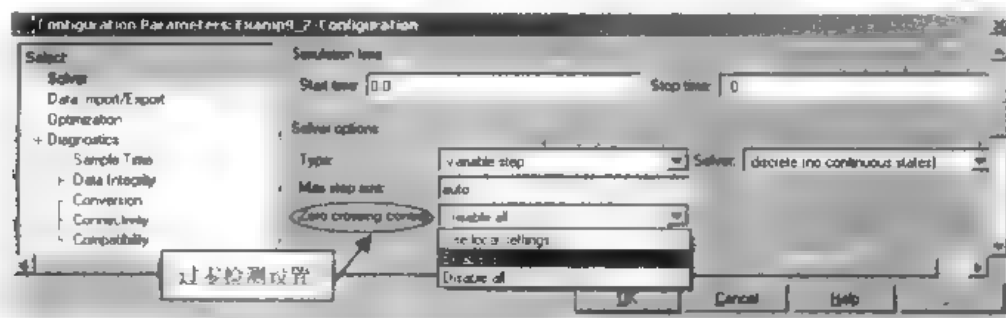 Configuration Parameters: Examp9_2/Configuration
Select:
Solver
Data Import/Export
Optimization
Diagnostics
Sample Time
Data Integrity
Conversion
Connectivity
Compatibility
Simulation time
Start time: 0.0
Stop time: 0
Solver options
Type: Variable step
Solver: discrete (no continuous states)
Max step size: auto
Zero crossing control
Use local settings
Enable all
Disable all
过零检测设置
OK
Cancel
Help